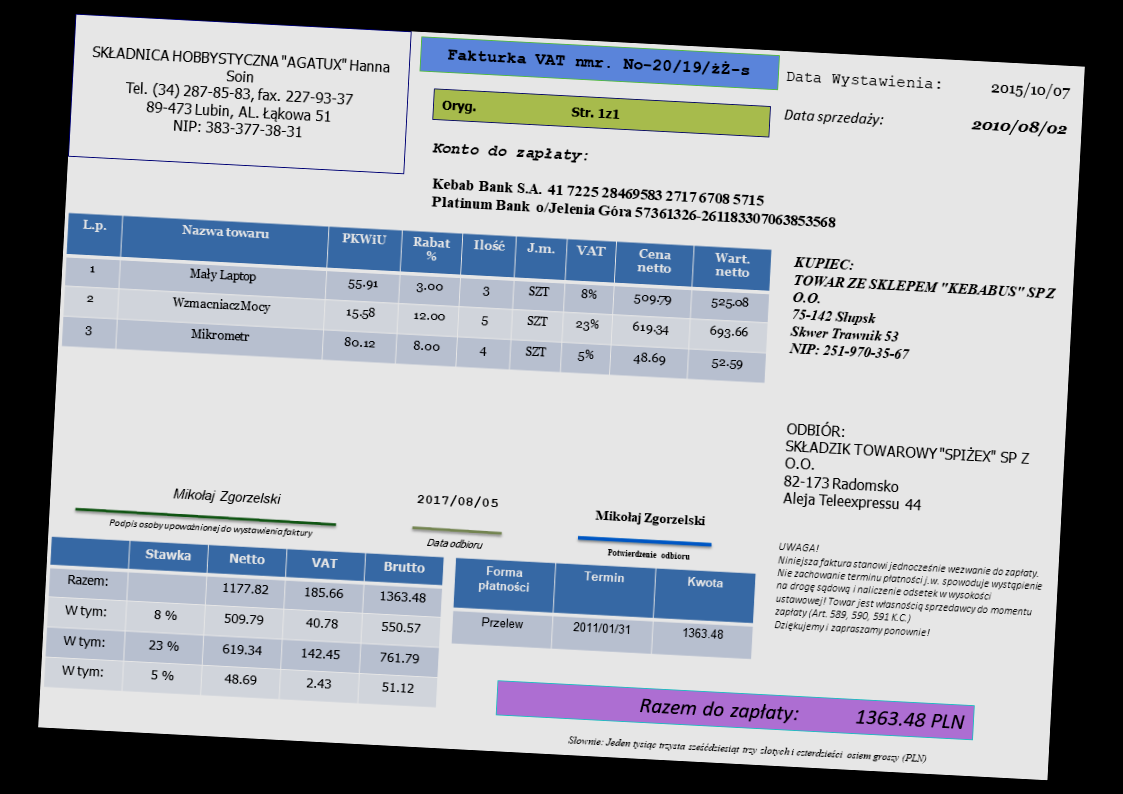 SKŁADNICA HOBBYSTYCZNA "AGATUX" Hanna
Soin
Tel. (34) 287-85-83, fax. 227-93-37
89-473 Lubin, AL. Łąkowa 51
NIP: 383-377-38-31
Fakturka VAT nmr. No-20/19/żŻ-s
Oryg. Str. 1z1
Data Wystawienia: 2015/10/07
Data sprzedaży: 2010/08/02
Konto do zapłaty:
Kebab Bank S.A. 41 7225 28469583 2717 6708 5715
Platinum Bank o/Jelenia Góra 57361326-261183307063853568
L.p. Nazwa towaru PKWiU Rabat % Ilość J.m. VAT Cena netto Wart. netto
1 Mały Laptop 55.91 3.00 3 SZT 8% 509.79 525.08
2 Wzmacniacz Mocy 15.58 12.00 5 SZT 23% 619.34 693.66
3 Mikrometr 80.12 8.00 4 SZT 5% 48.69 52.59
KUPIEC:
TOWAR ZE SKLEPEM "KEBABUS" SP Z
O.O.
75-142 Słupsk
Skwer Trawnik 53
NIP: 251-970-35-67
ODBIÓR:
SKŁADZIK TOWAROWY "SPIŻEX" SP Z
O.O.
82-173 Radomsko
Aleja Teleexpressu 44
Mikołaj Zgorzelski
Podpis osoby upoważnionej do wystawienia faktury
2017/08/05
Data odbioru
Mikołaj Zgorzelski
Potwierdzenie odbioru
Stawka Netto VAT Brutto
Razem: 1177.82 185.66 1363.48
W tym: 8 % 509.79 40.78 550.57
W tym: 23 % 619.34 142.45 761.79
W tym: 5 % 48.69 2.43 51.12
Forma płatności Termin Kwota
Przelew 2011/01/31 1363.48
UWAGA!
Niniejsza faktura stanowi jednocześnie wezwanie do zapłaty.
Nie zachowanie terminu płatności j.w. spowoduje wystąpienie
na drogę sądową i naliczenie odsetek w wysokości
ustawowej! Towar jest własnością sprzedawcy do momentu
zapłaty (Art. 589, 590, 591 K.C.)
Dziękujemy i zapraszamy ponownie!
Razem do zapłaty: 1363.48 PLN
Słownie: Jeden tysiąc trzysta sześćdziesiąt trzy złotych i czterdzieści osiem groszy (PLN)